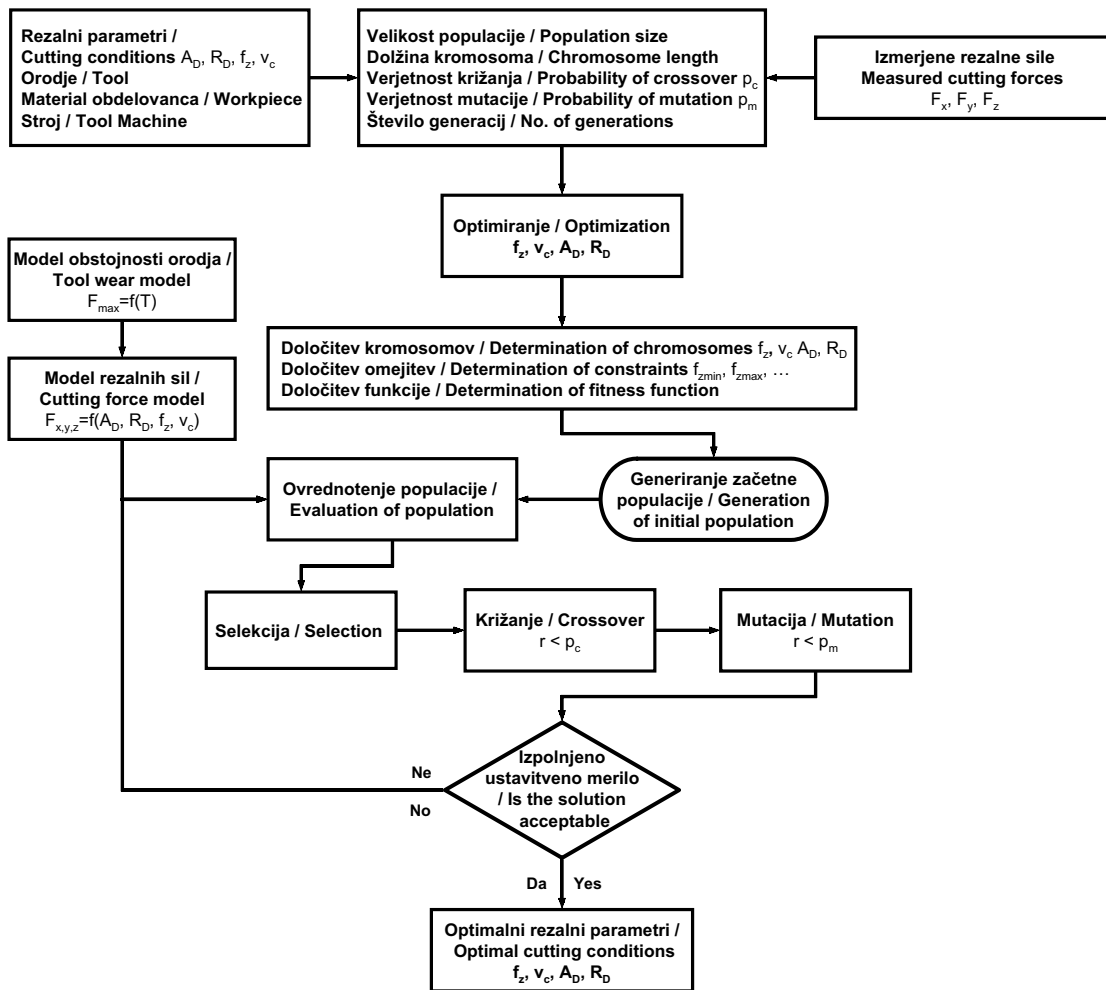 Rezalni parametri /
Cutting conditions A_D, R_D, f_z, v_c
Orodje / Tool
Material obdelovanca / Workpiece
Stroj / Tool Machine
Velikost populacije / Population size
Dolžina kromosoma / Chromosome length
Verjetnost križanja / Probability of crossover p_c
Verjetnost mutacije / Probability of mutation p_m
Število generacij / No. of generations
Izmerjene rezalne sile
Measured cutting forces
F_x, F_y, F_z
Optimiranje / Optimization
f_z, v_c, A_D, R_D
Model obstojnosti orodja /
Tool wear model
F_max=f(T)
Določitev kromosomov / Determination of chromosomes f_z, v_c A_D, R_D
Določitev omejitev / Determination of constraints f_zmin, f_zmax, …
Določitev funkcije / Determination of fitness function
Model rezalnih sil /
Cutting force model
F_x,y,z=f(A_D, R_D, f_z, v_c)
Generiranje začetne
populacije / Generation
of initial population
Ovrednotenje populacije /
Evaluation of population
Selekcija / Selection
Križanje / Crossover
r < p_c
Mutacija / Mutation
r < p_m
Izpolnjeno
ustavitveno merilo
/ Is the solution
acceptable
Ne
No
Da Yes
Optimalni rezalni parametri /
Optimal cutting conditions
f_z, v_c, A_D, R_D